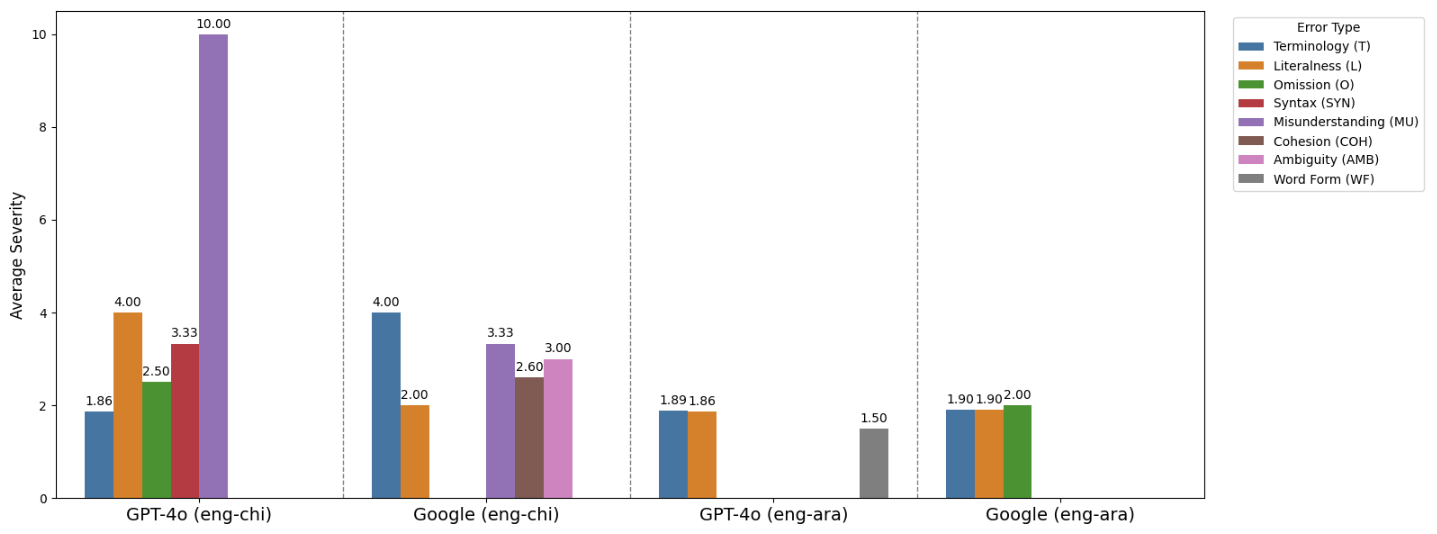 10.00
10
Error Type
Terminology (T)
Literalness (L)
Omission (O)
Syntax (SYN)
Misunderstanding (MU)
Cohesion (COH)
Ambiguity (AMB)
Word Form (WF)
8
6
Average Severity
4.00
4.00
4
3.33
3.33
3.00
2.50
2.60
2.00
2.00
1.86
1.89
1.86
1.90
1.90
2
1.50
0
GPT-4o (eng-chi)
Google (eng-chi)
GPT-4o (eng-ara)
Google (eng-ara)